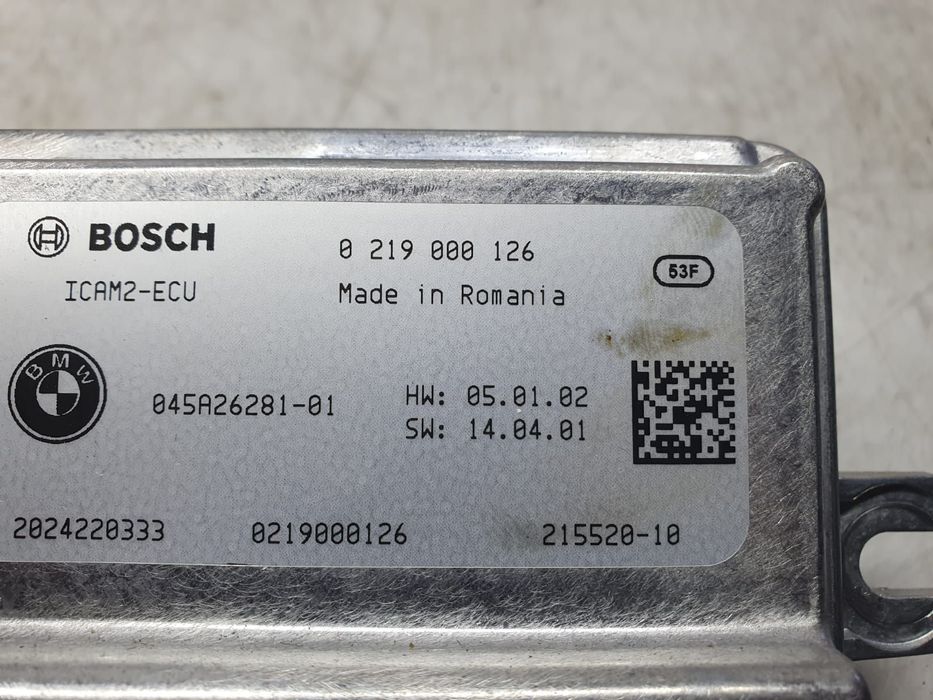 BOSCH
0 219 000 126
53F
ICAM2-ECU
Made in Romania
BMW
045A26281-01
HW: 05.01.02
SW: 14.04.01
2024220333
0219000126
215520-10